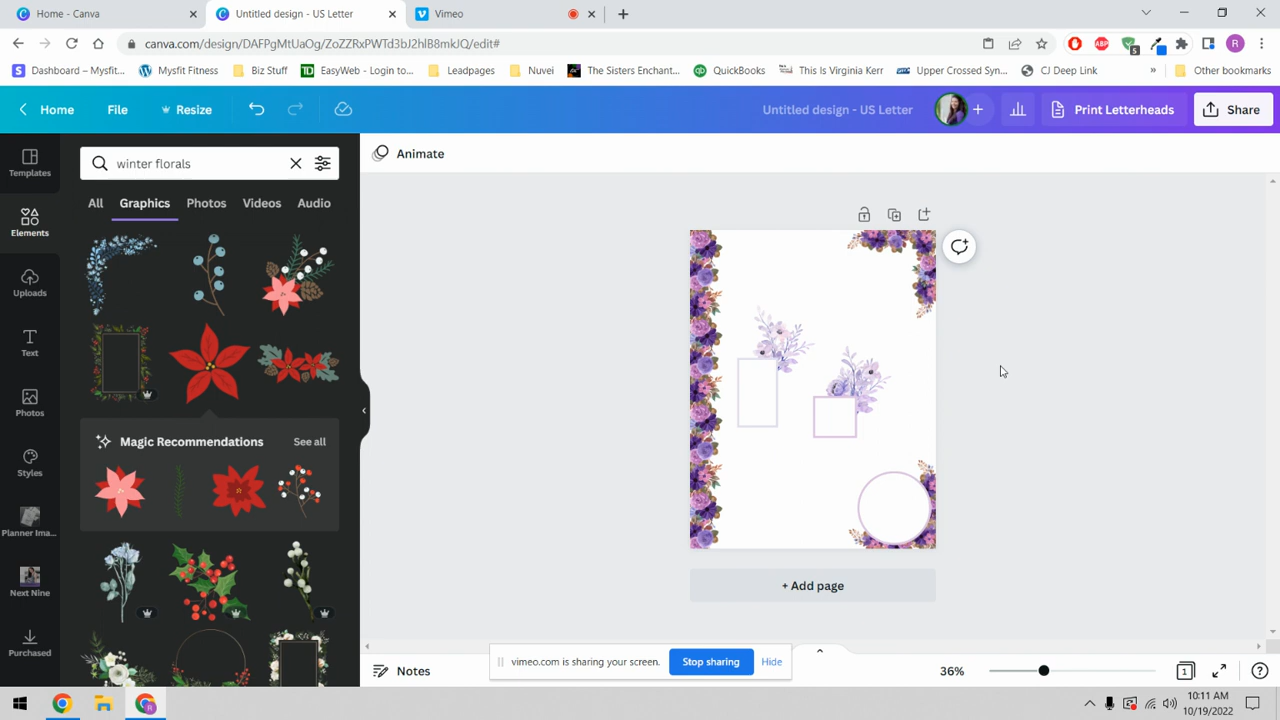 Home - Canva
Untitled design - US Letter
Vimeo
canva.com/design/DAFPgMtUaOg/ZoZZRxPWTd3bJ2hlB8mkJQ/edit#
5
ABP
R
Dashboard – Mysfit...
Mysfit Fitness
Biz Stuff
EasyWeb - Login to...
Leadpages
Nuvei
The Sisters Enchant...
QuickBooks
This Is Virginia Kerr
Upper Crossed Syn...
CJ Deep Link
»
Other bookmarks
Home
File
Resize
Untitled design - US Letter
Print Letterheads
Share
Templates
Elements
Uploads
Text
Photos
Styles
Planner Ima...
Next Nine
Purchased
winter florals
All
Graphics
Photos
Videos
Audio
Magic Recommendations
See all
Animate
+ Add page
Notes
vimeo.com is sharing your screen.
Stop sharing
Hide
36%
1
10:11 AM
10/19/2022